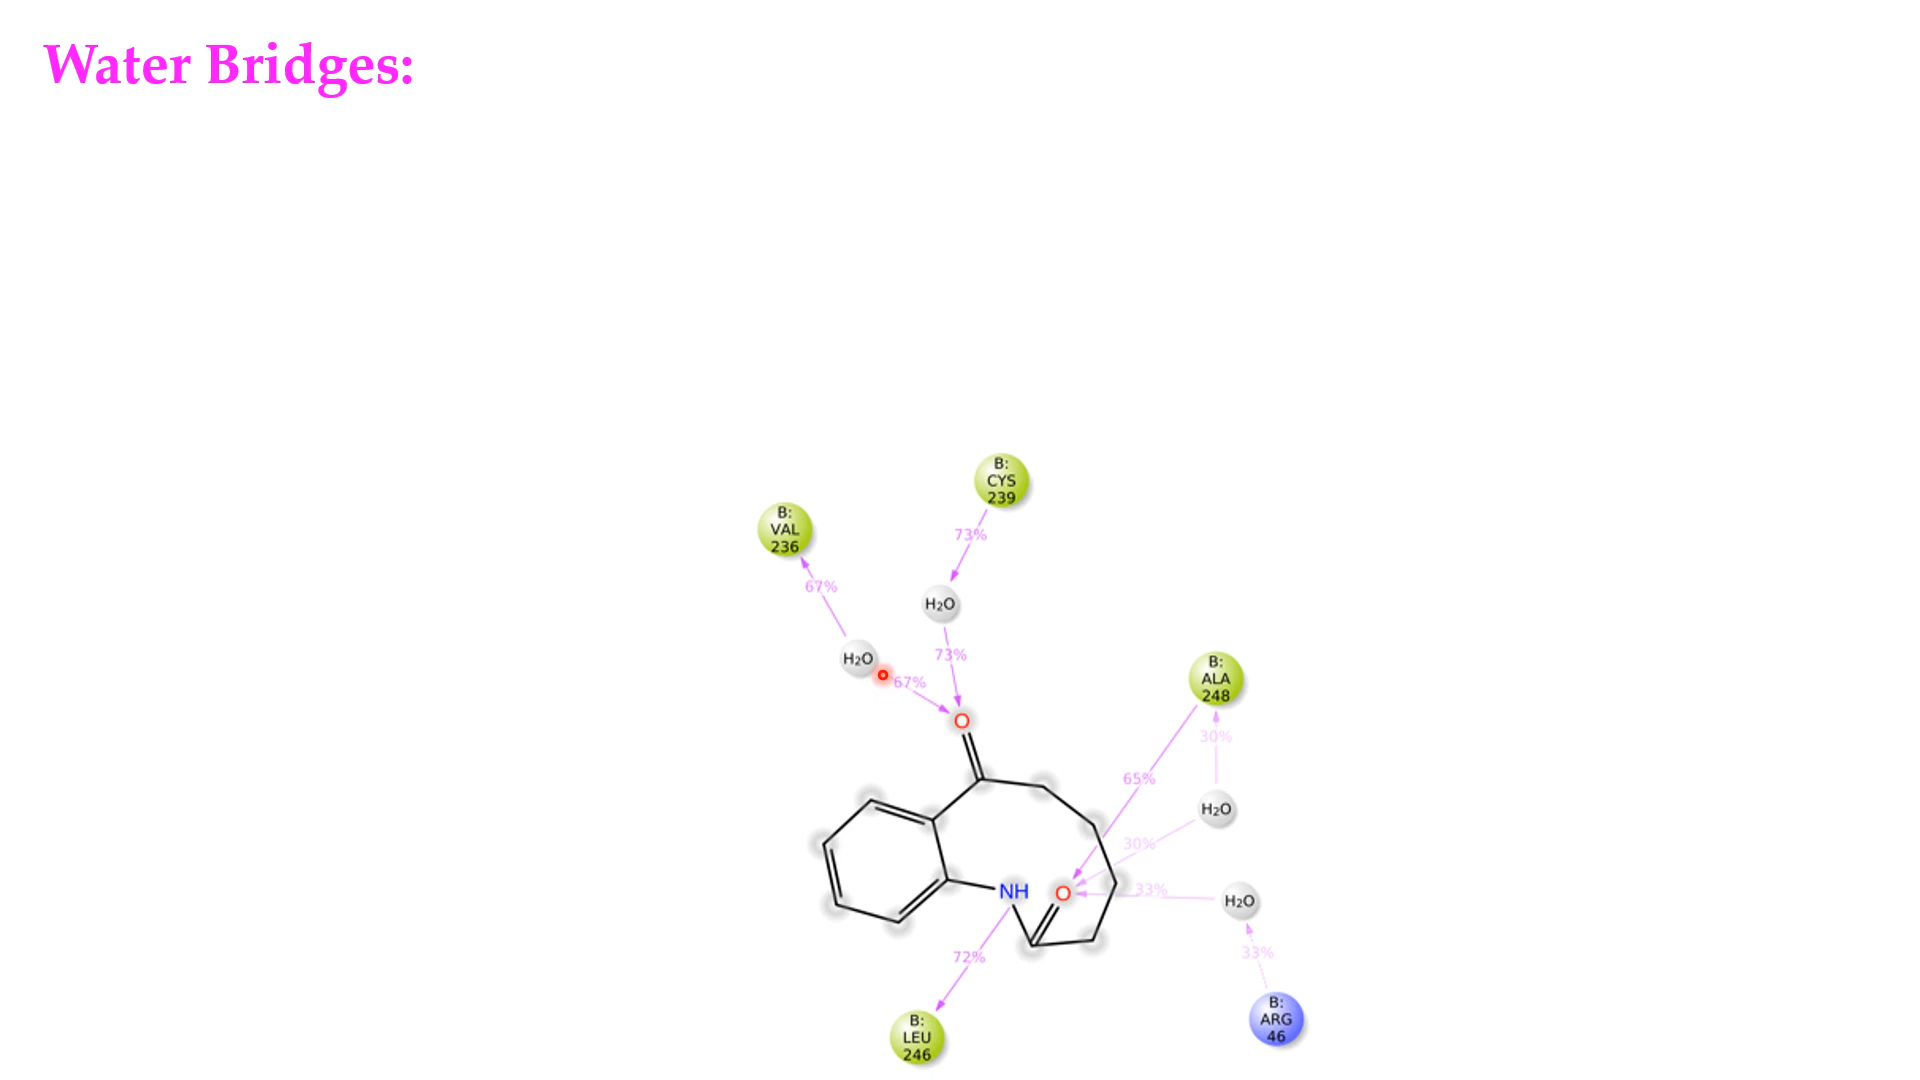 Water Bridges:
B:
CYS
239
B:
VAL
236
73%
67%
H₂O
73%
H₂O
67%
B:
ALA
248
O
30%
65%
H₂O
30%
NH
O
33%
H₂O
72%
33%
B:
ARG
46
B:
LEU
246